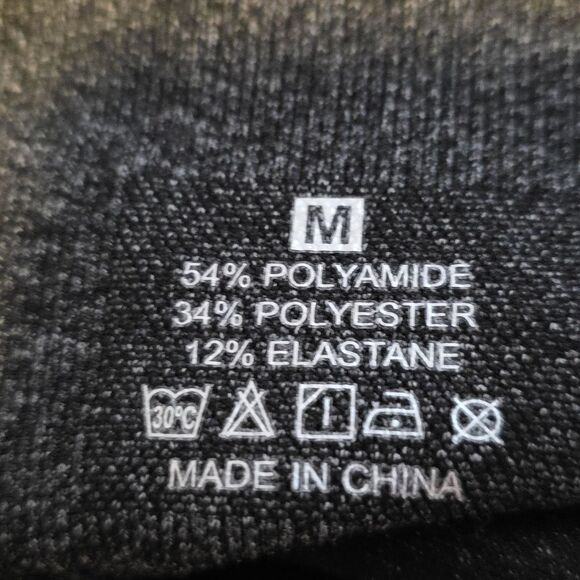 M
54% POLYAMIDE
34% POLYESTER
12% ELASTANE
30°C
MADE IN CHINA